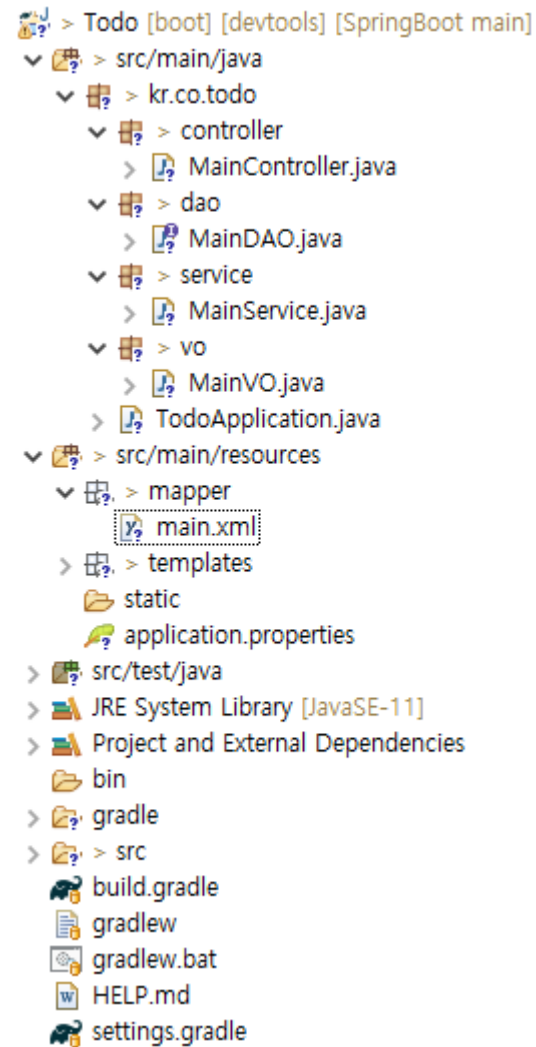 > Todo [boot] [devtools] [SpringBoot main]
> src/main/java
> kr.co.todo
> controller
> MainController.java
> dao
> MainDAO.java
> service
> MainService.java
> vo
> MainVO.java
> TodoApplication.java
> src/main/resources
> mapper
main.xml
> templates
static
application.properties
> src/test/java
> JRE System Library [JavaSE-11]
> Project and External Dependencies
bin
> gradle
> > src
build.gradle
gradlew
gradlew.bat
HELP.md
settings.gradle